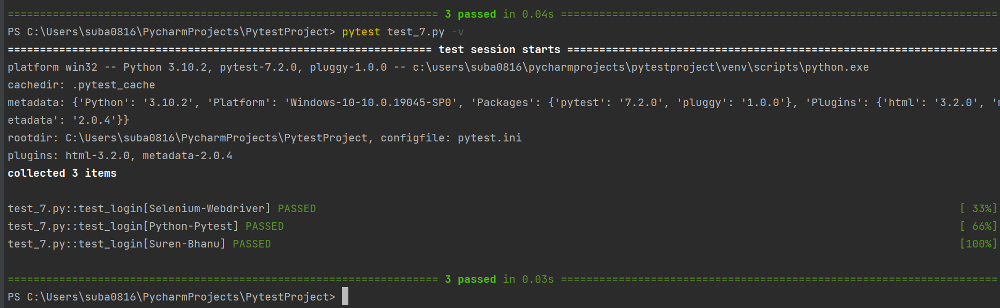 =================================================================== 3 passed in 0.04s ====================================================================
PS C:\Users\suba0816\PycharmProjects\PytestProject> pytest test_7.py -v
================================================================== test session starts ===================================================================
platform win32 -- Python 3.10.2, pytest-7.2.0, pluggy-1.0.0 -- c:\users\suba0816\pycharmprojects\pytestproject\venv\scripts\python.exe
cachedir: .pytest_cache
metadata: {'Python': '3.10.2', 'Platform': 'Windows-10-10.0.19045-SP0', 'Packages': {'pytest': '7.2.0', 'pluggy': '1.0.0'}, 'Plugins': {'html': '3.2.0', 'm
etadata': '2.0.4'}}
rootdir: C:\Users\suba0816\PycharmProjects\PytestProject, configfile: pytest.ini
plugins: html-3.2.0, metadata-2.0.4
collected 3 items
test_7.py::test_login[Selenium-Webdriver] PASSED [ 33%]
test_7.py::test_login[Python-Pytest] PASSED [ 66%]
test_7.py::test_login[Suren-Bhanu] PASSED [100%]
=================================================================== 3 passed in 0.03s ====================================================================
PS C:\Users\suba0816\PycharmProjects\PytestProject>